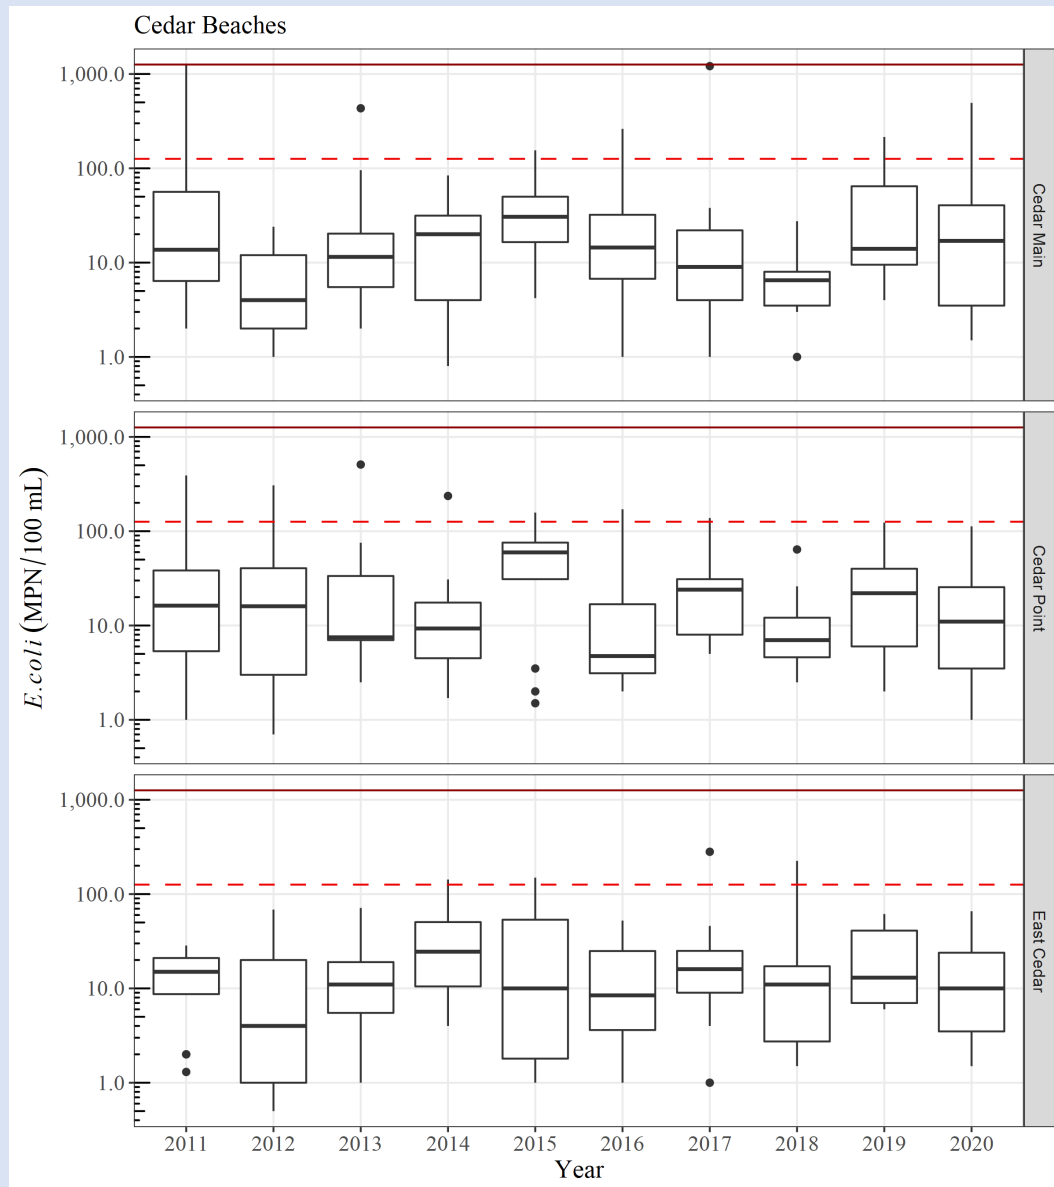 Cedar Beaches
1,000.0
100.0
10.0
1.0
Cedar Main
1,000.0
100.0
10.0
1.0
Cedar Point
1,000.0
100.0
10.0
1.0
East Cedar
E.coli (MPN/100 mL)
2011 2012 2013 2014 2015 2016 2017 2018 2019 2020
Year